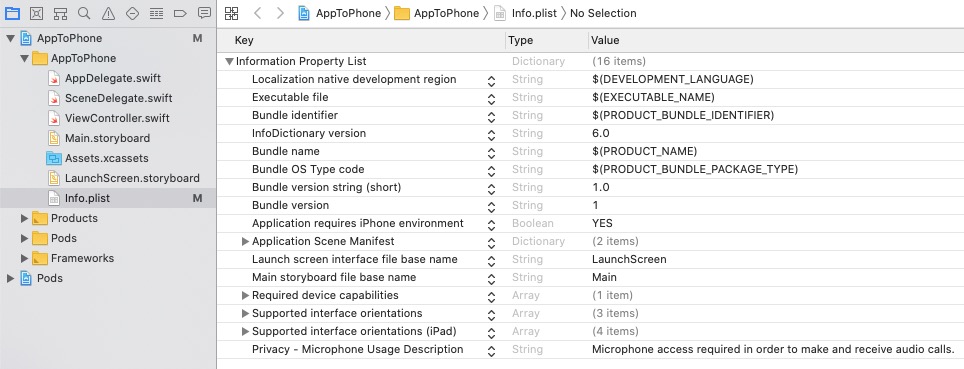 AppToPhone AppToPhone Info.plist No Selection
AppToPhone M
AppToPhone
AppDelegate.swift
SceneDelegate.swift
ViewController.swift
Main.storyboard
Assets.xcassets
LaunchScreen.storyboard
Info.plist M
Products
Pods
Frameworks
Pods
Key Type Value
Information Property List Dictionary (16 items)
Localization native development region String $(DEVELOPMENT_LANGUAGE)
Executable file String $(EXECUTABLE_NAME)
Bundle identifier String $(PRODUCT_BUNDLE_IDENTIFIER)
InfoDictionary version String 6.0
Bundle name String $(PRODUCT_NAME)
Bundle OS Type code String $(PRODUCT_BUNDLE_PACKAGE_TYPE)
Bundle version string (short) String 1.0
Bundle version String 1
Application requires iPhone environment Boolean YES
Application Scene Manifest Dictionary (2 items)
Launch screen interface file base name String LaunchScreen
Main storyboard file base name String Main
Required device capabilities Array (1 item)
Supported interface orientations Array (3 items)
Supported interface orientations (iPad) Array (4 items)
Privacy - Microphone Usage Description String Microphone access required in order to make and receive audio calls.